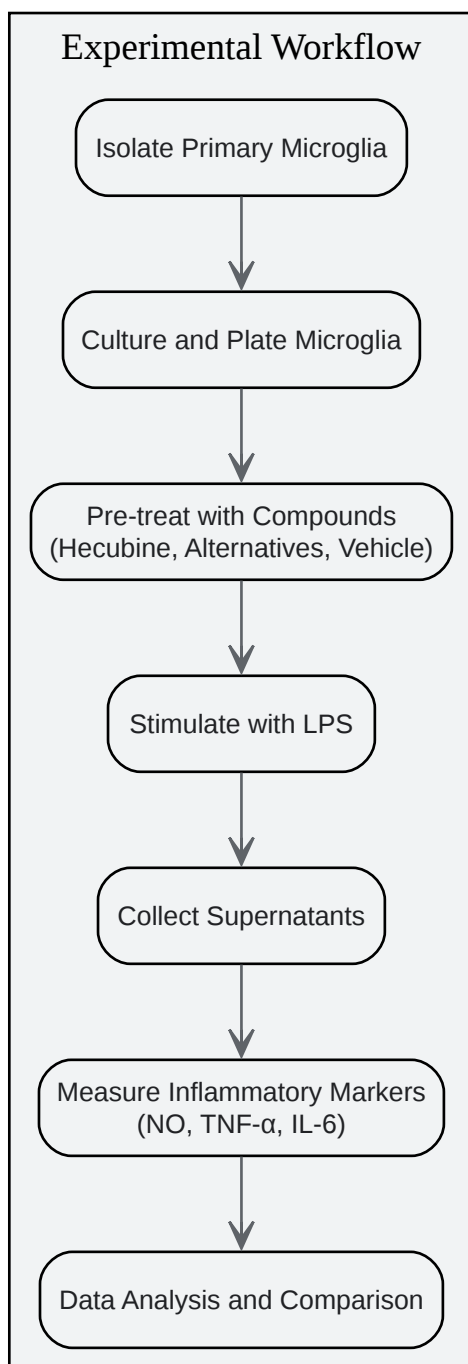 Experimental Workflow
Isolate Primary Microglia
Culture and Plate Microglia
Pre-treat with Compounds
(Hecubine, Alternatives, Vehicle)
Stimulate with LPS
Collect Supernatants
Measure Inflammatory Markers
(NO, TNF-α, IL-6)
Data Analysis and Comparison